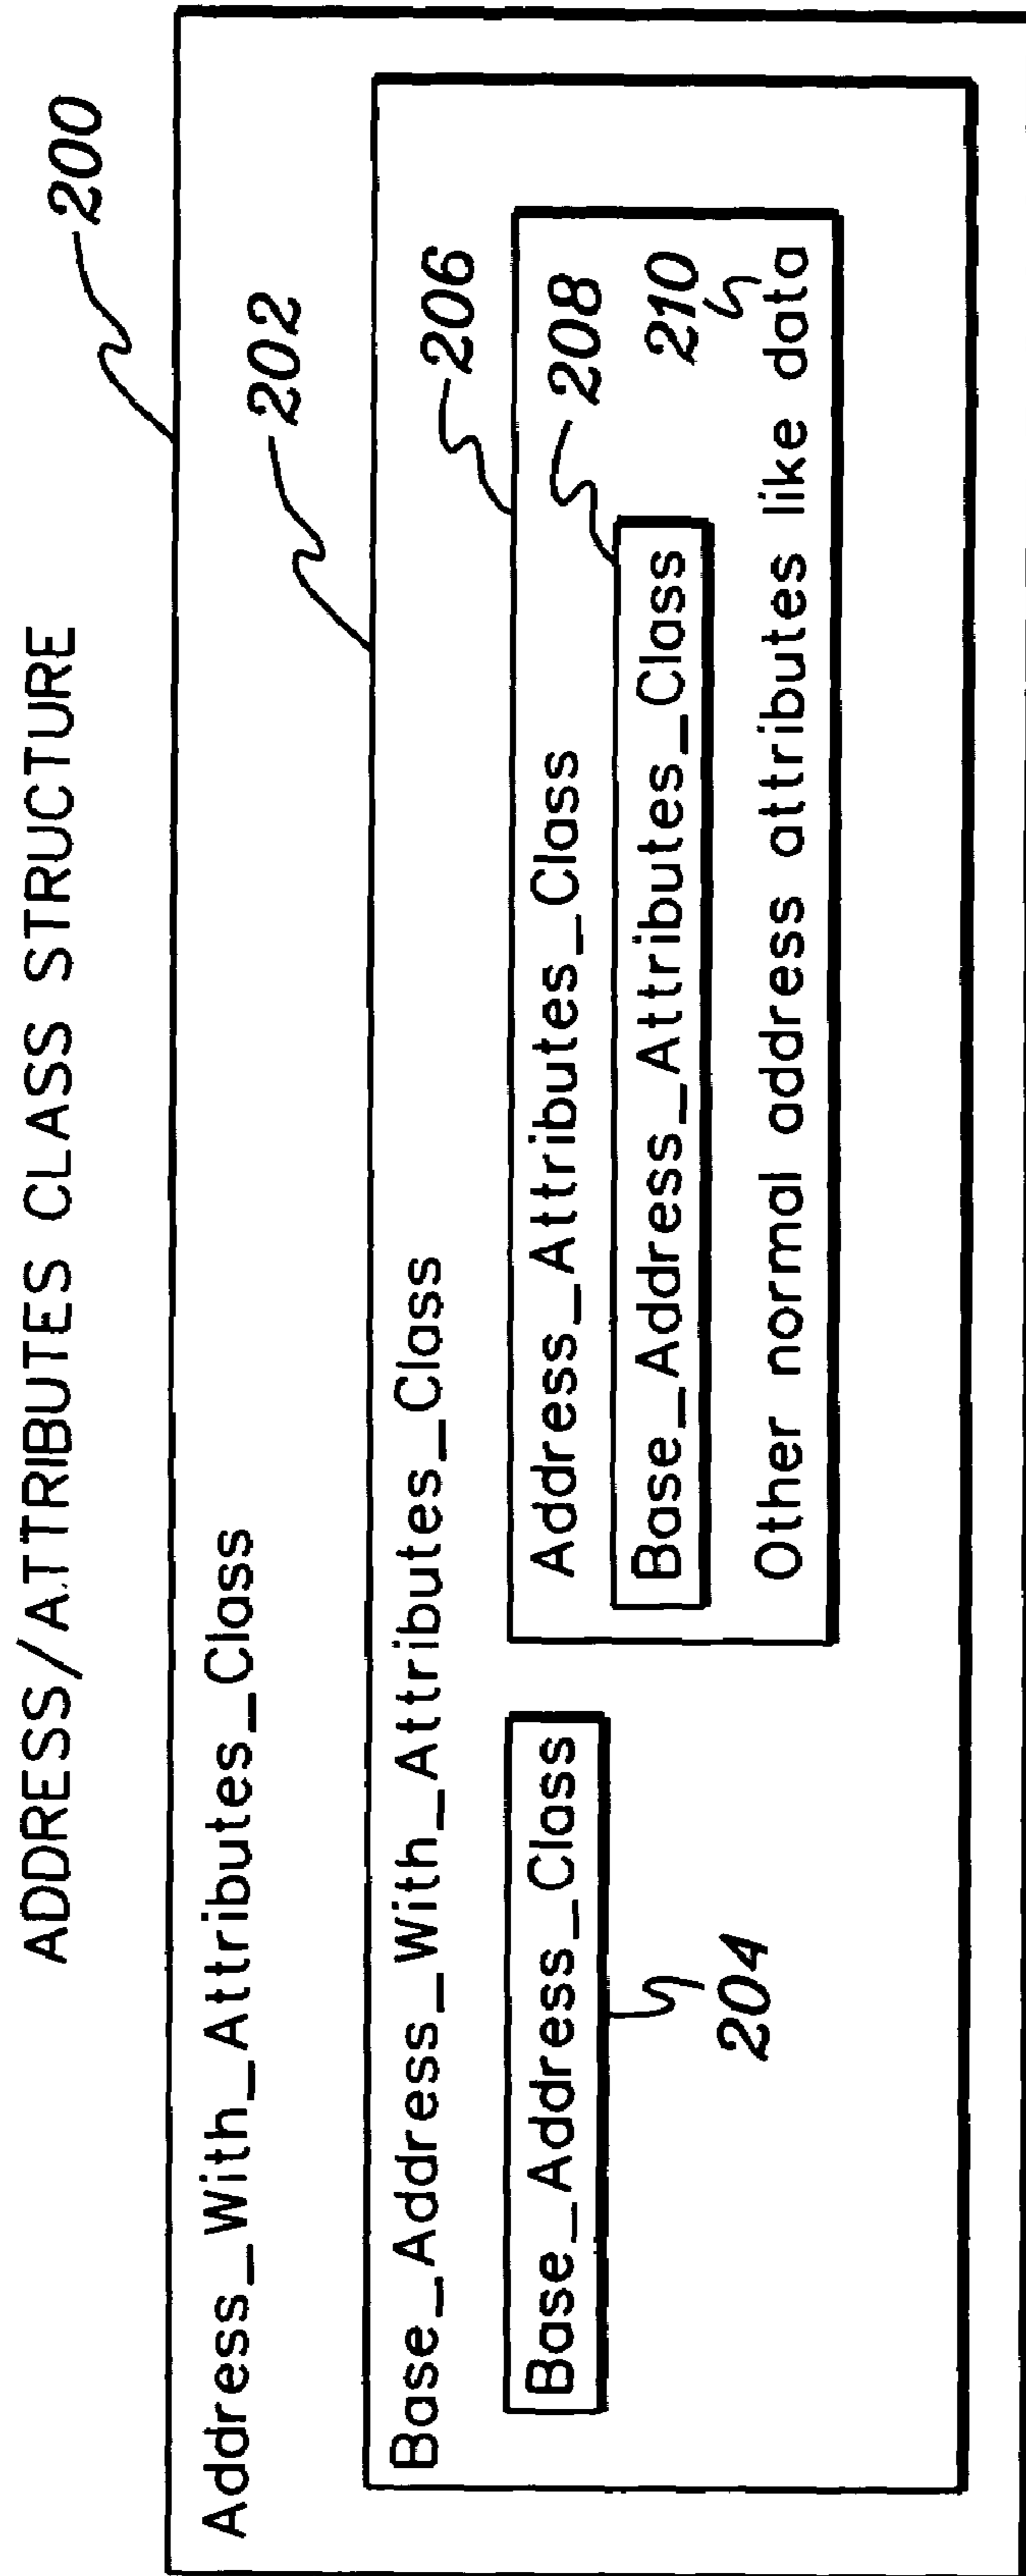 ADDRESS/ATTRIBUTES CLASS STRUCTURE
200
Address_With_Attributes_Class
202
Base_Address_With_Attributes_Class
206
Base_Address_Class
204
Address_Attributes_Class
208
Base_Address_Attributes_Class
210
Other normal address attributes like data